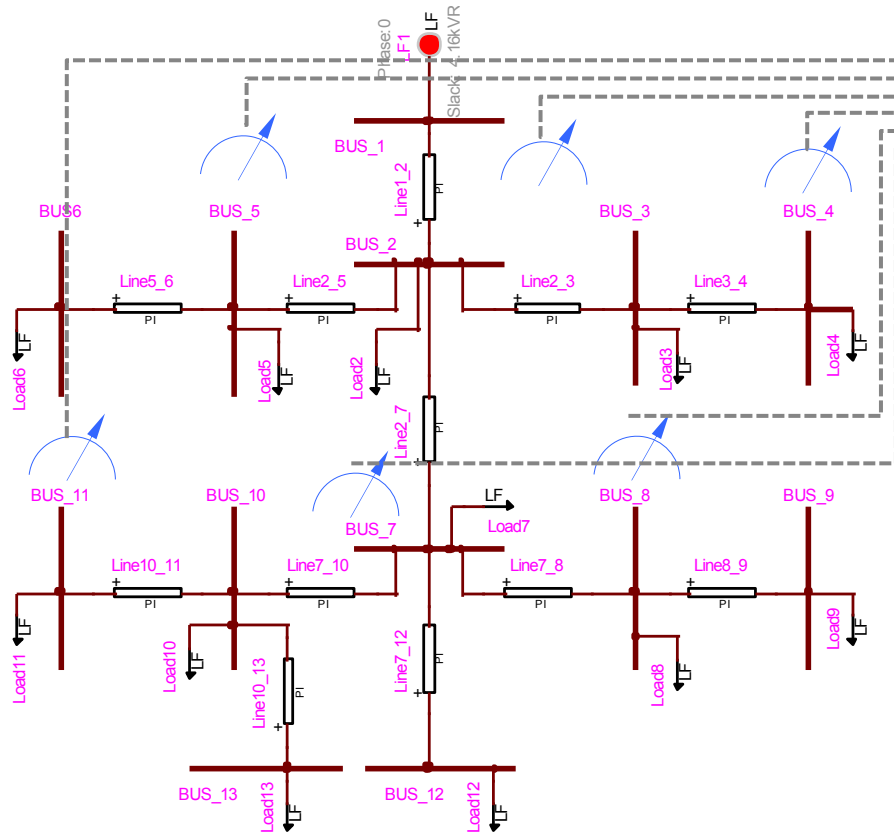 LF
LF1
Phase: 0
Slack: 4.16kVR
BUS_1
Line1_2
+
PI
BUS6
BUS_5
BUS_2
BUS_3
BUS_4
Line5_6
+
PI
Line2_5
+
PI
Line2_3
+
PI
Line3_4
+
PI
LF
Load6
LF
Load5
LF
Load2
LF
Load3
LF
Load4
Line2_7
+
PI
BUS_11
BUS_10
BUS_7
LF
Load7
BUS_8
BUS_9
Line10_11
+
PI
Line7_10
+
PI
Line7_8
+
PI
Line8_9
+
PI
LF
Load11
LF
Load10
Line10_13
+
PI
Line7_12
+
PI
LF
Load8
LF
Load9
BUS_13
LF
Load13
BUS_12
LF
Load12